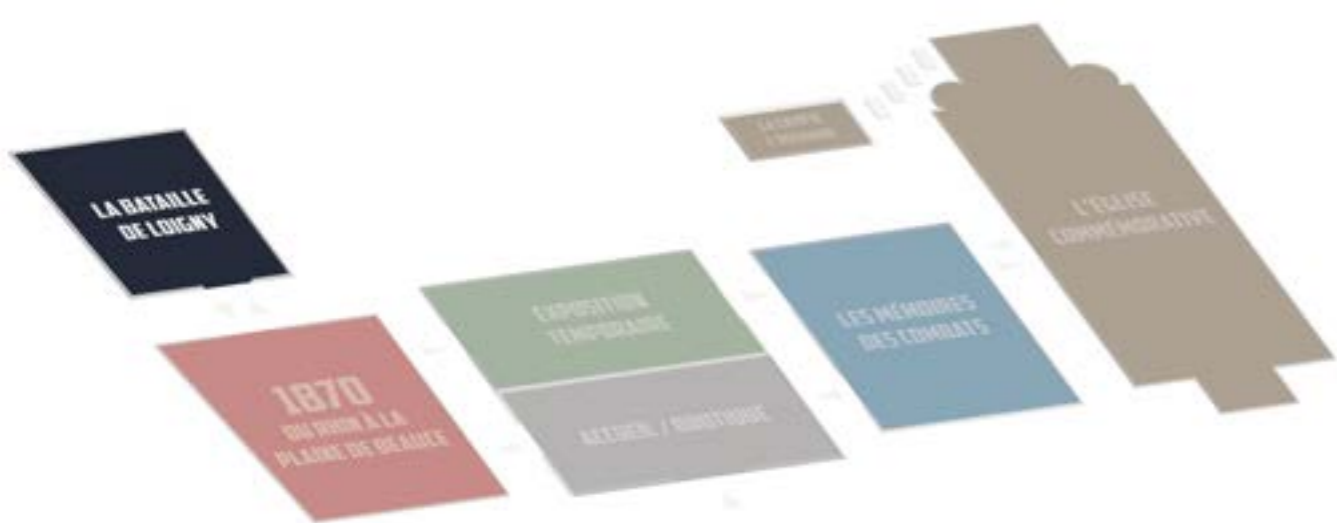 LA BATAILLE
DE LOIGNY
L'ÉGLISE
COMMÉMORATIVE
EXPOSITION
TEMPORAIRE
LES MÉMOIRES
DES COMBATS
1870
DU RHIN À LA
PLAINE DE BEAUCE
ACCUEIL / BOUTIQUE